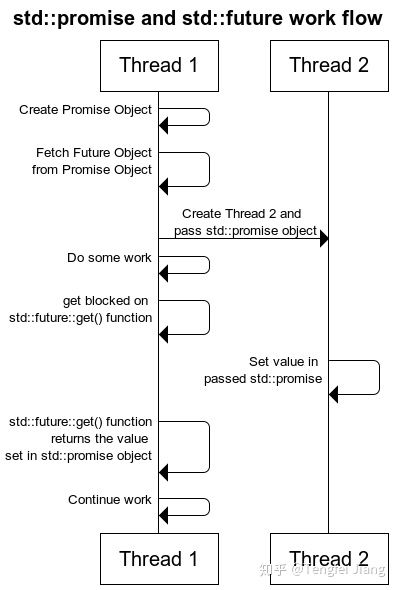 std::promise and std::future work flow
Thread 1
Thread 2
Create Promise Object
Fetch Future Object
from Promise Object
Create Thread 2 and
pass std::promise object
Do some work
get blocked on
std::future::get() function
Set value in
passed std::promise
std::future::get() function
returns the value
set in std::promise object
Continue work
Thread 1
Thread 2
知乎 @Tengfei Jiang